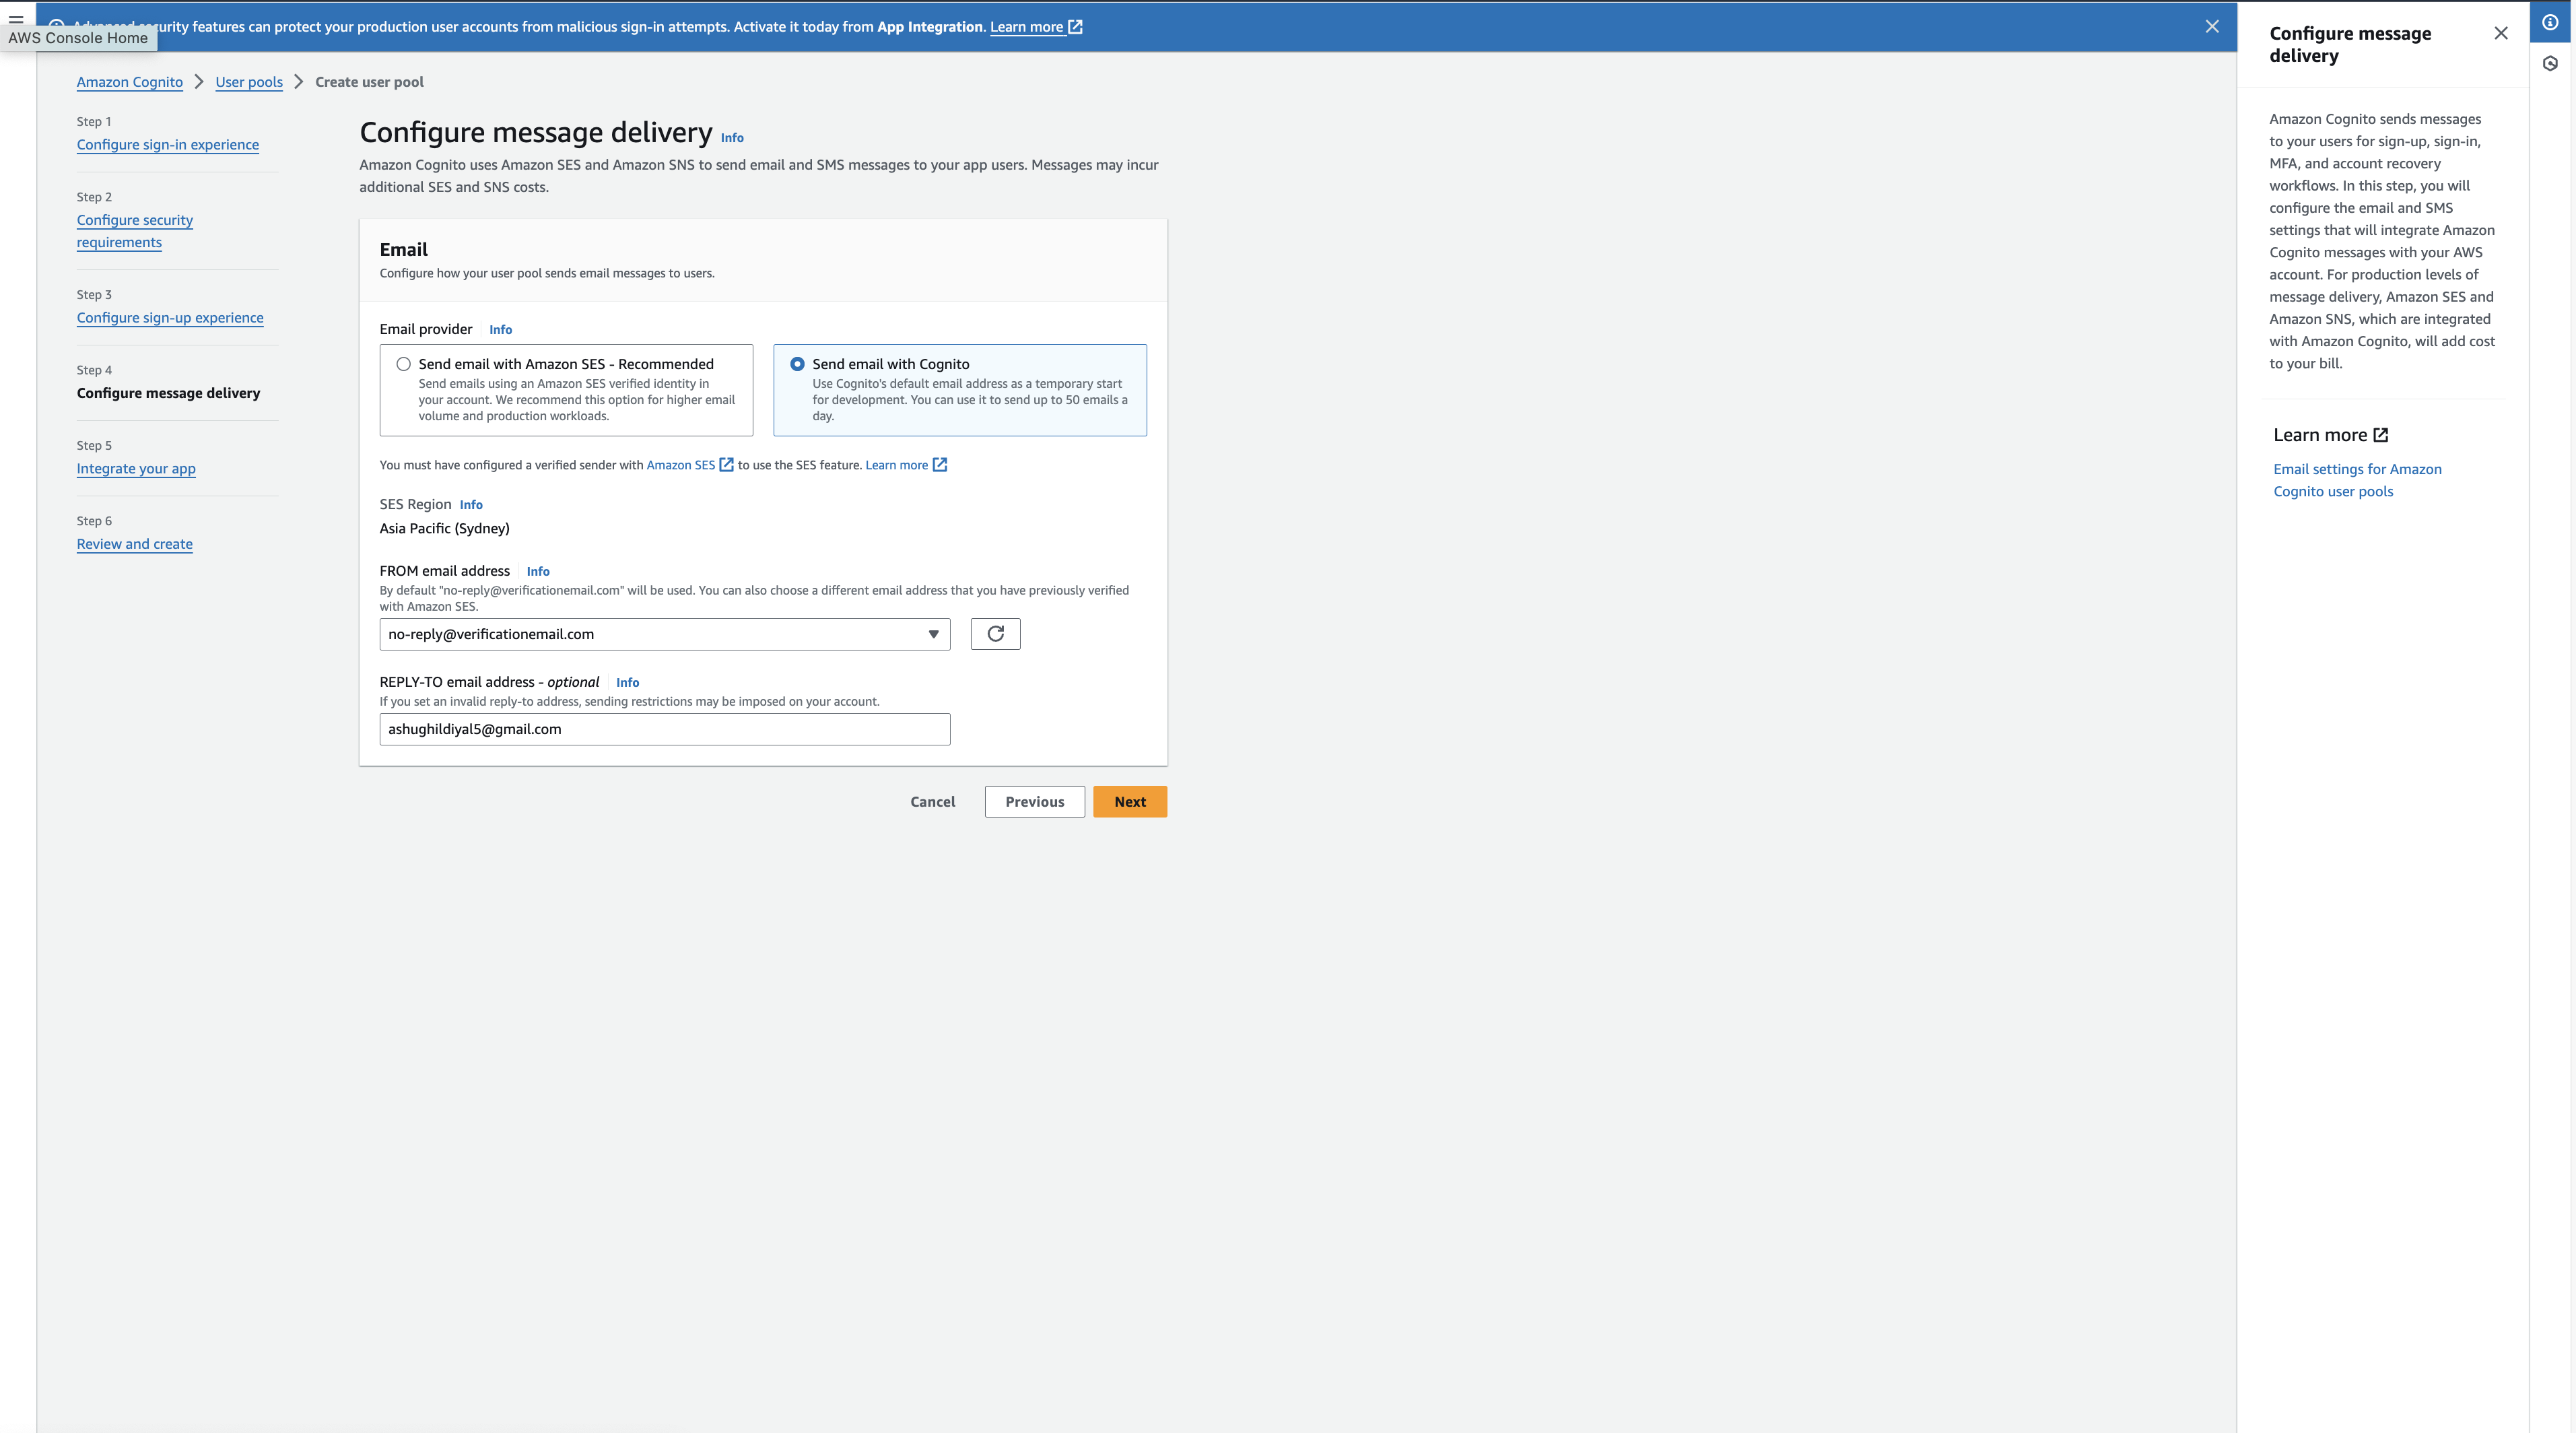 AWS Console Home
Advanced security features can protect your production user accounts from malicious sign-in attempts. Activate it today from App Integration. Learn more
Amazon Cognito
User pools
Create user pool
Step 1
Configure sign-in experience
Step 2
Configure security
requirements
Step 3
Configure sign-up experience
Step 4
Configure message delivery
Step 5
Integrate your app
Step 6
Review and create
Configure message delivery Info
Amazon Cognito uses Amazon SES and Amazon SNS to send email and SMS messages to your app users. Messages may incur
additional SES and SNS costs.
Email
Configure how your user pool sends email messages to users.
Email provider Info
Send email with Amazon SES - Recommended
Send emails using an Amazon SES verified identity in
your account. We recommend this option for higher email
volume and production workloads.
Send email with Cognito
Use Cognito's default email address as a temporary start
for development. You can use it to send up to 50 emails a
day.
You must have configured a verified sender with Amazon SES to use the SES feature. Learn more
SES Region Info
Asia Pacific (Sydney)
FROM email address Info
By default "no-reply@verificationemail.com" will be used. You can also choose a different email address that you have previously verified
with Amazon SES.
no-reply@verificationemail.com
REPLY-TO email address - optional Info
If you set an invalid reply-to address, sending restrictions may be imposed on your account.
ashughildiyal5@gmail.com
Cancel
Previous
Next
Configure message
delivery
Amazon Cognito sends messages
to your users for sign-up, sign-in,
MFA, and account recovery
workflows. In this step, you will
configure the email and SMS
settings that will integrate Amazon
Cognito messages with your AWS
account. For production levels of
message delivery, Amazon SES and
Amazon SNS, which are integrated
with Amazon Cognito, will add cost
to your bill.
Learn more
Email settings for Amazon
Cognito user pools